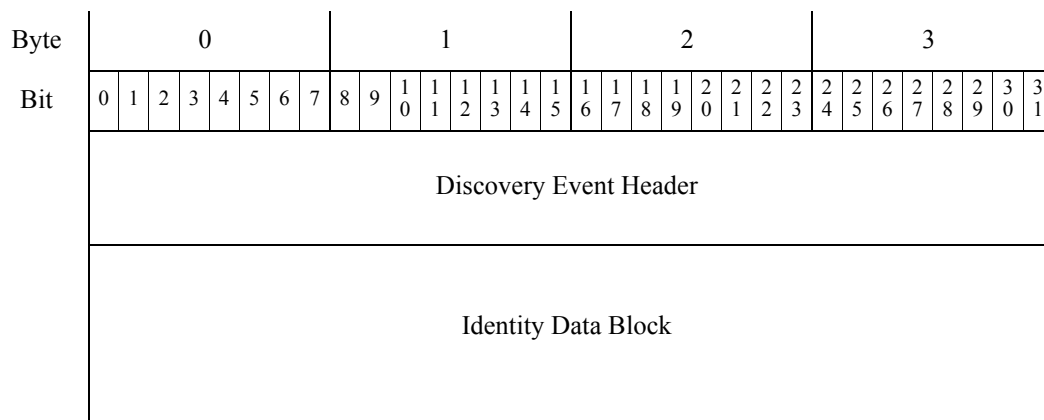 Byte 0 1 2 3
Bit 0 1 2 3 4 5 6 7 8 9 10 11 12 13 14 15 16 17 18 19 20 21 22 23 24 25 26 27 28 29 30 31
Discovery Event Header
Identity Data Block